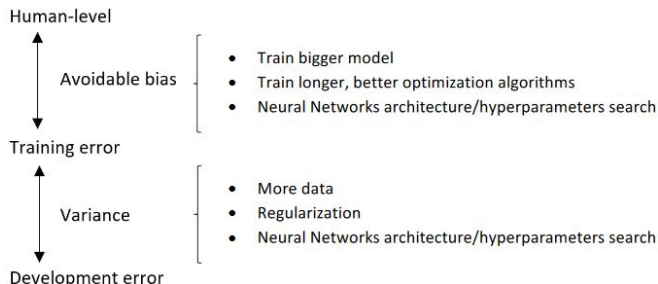 Human-level
Avoidable bias
• Train bigger model
• Train longer, better optimization algorithms
• Neural Networks architecture/hyperparameters search
Training error
Variance
• More data
• Regularization
• Neural Networks architecture/hyperparameters search
Development error